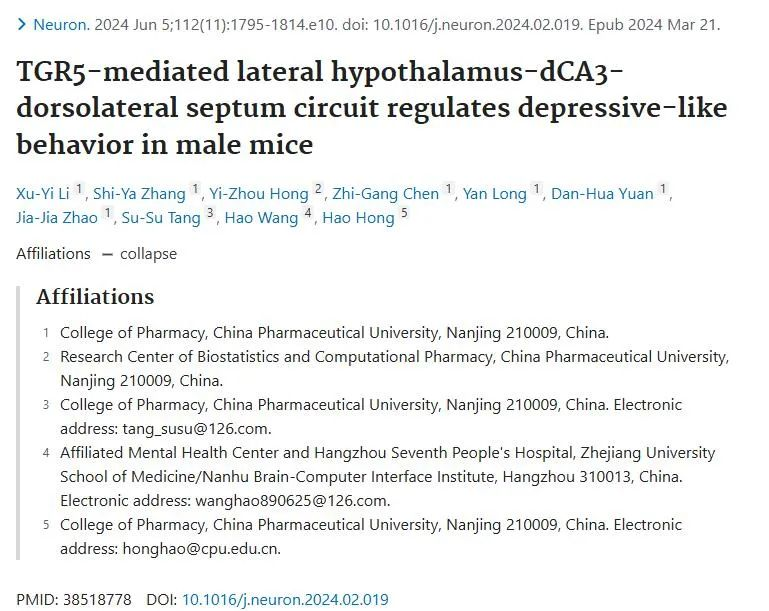 Neuron. 2024 Jun 5;112(11):1795-1814.e10. doi: 10.1016/j.neuron.2024.02.019. Epub 2024 Mar 21.
TGR5-mediated lateral hypothalamus-dCA3-
dorsolateral septum circuit regulates depressive-like
behavior in male mice
Xu-Yi Li 1, Shi-Ya Zhang 1, Yi-Zhou Hong 2, Zhi-Gang Chen 1, Yan Long 1, Dan-Hua Yuan 1,
Jia-Jia Zhao 1, Su-Su Tang 3, Hao Wang 4, Hao Hong 5
Affiliations — collapse
Affiliations
1 College of Pharmacy, China Pharmaceutical University, Nanjing 210009, China.
2 Research Center of Biostatistics and Computational Pharmacy, China Pharmaceutical University,
Nanjing 210009, China.
3 College of Pharmacy, China Pharmaceutical University, Nanjing 210009, China. Electronic
address: tang_susu@126.com.
4 Affiliated Mental Health Center and Hangzhou Seventh People's Hospital, Zhejiang University
School of Medicine/Nanhu Brain-Computer Interface Institute, Hangzhou 310013, China.
Electronic address: wanghao890625@126.com.
5 College of Pharmacy, China Pharmaceutical University, Nanjing 210009, China. Electronic
address: honghao@cpu.edu.cn.
PMID: 38518778 DOI: 10.1016/j.neuron.2024.02.019